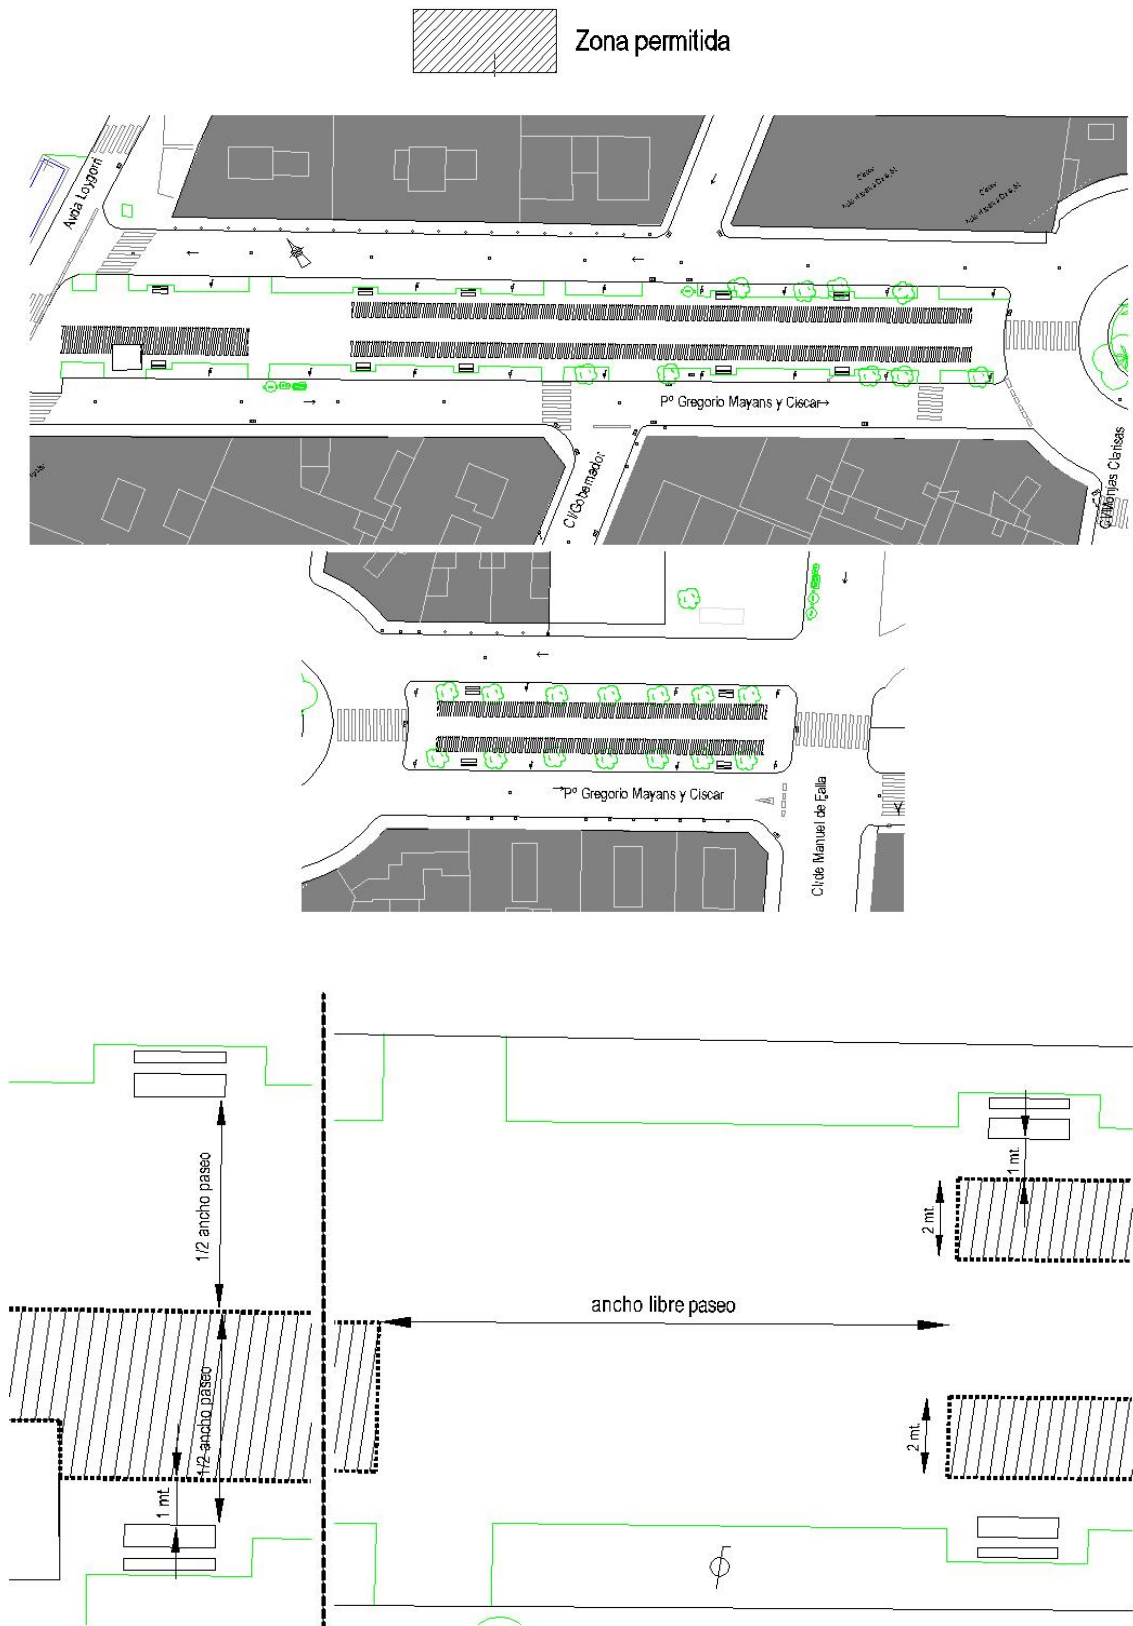 Zona permitida
Avda Loygorri
Pº Gregorio Mayans y Ciscar
C\/Gobernador
C\/Monjas Clarisas
Pº Gregorio Mayans y Ciscar
C\/de Manuel de Falla
1/2 ancho paseo
1/2 ancho paseo
1 mt.
1 mt.
2 mt.
ancho libre paseo
2 mt.